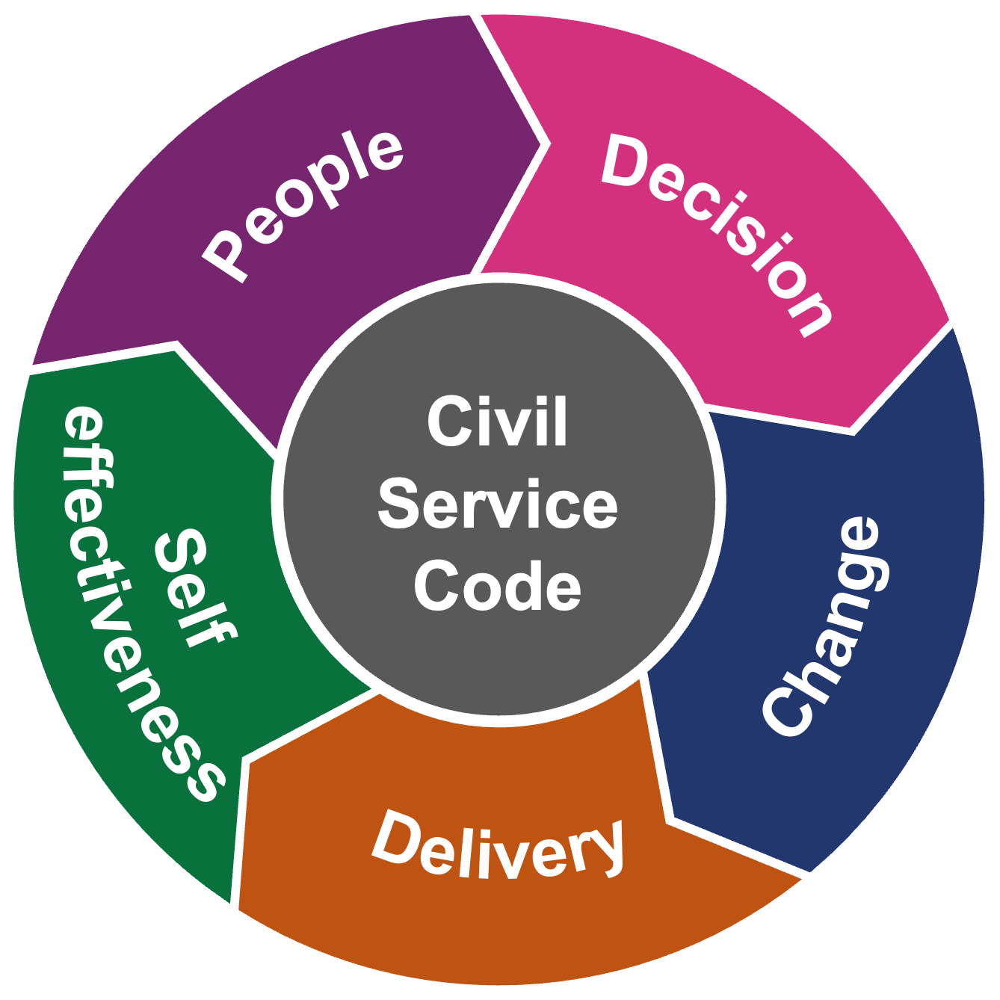 People
Decision
Change
Delivery
Self
effectiveness
Civil
Service
Code